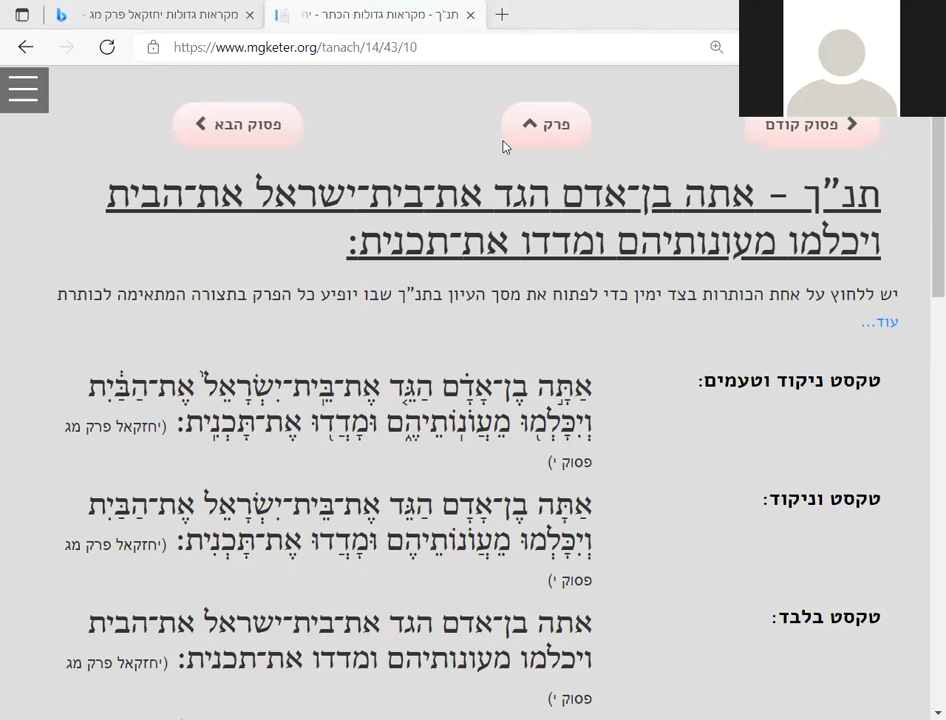 מקראות גדולות יחזקאל פרק מג -
תנ"ך - מקראות גדולות הכתר - יח
https://www.mgketer.org/tanach/14/43/10
פסוק קודם
פרק
פסוק הבא
תנ"ך - אתה בן־אדם הגד את־בית־ישראל את־הבית
ויכלמו מעונותיהם ומדדו את־תכנית:
יש ללחוץ על אחת הכותרות בצד ימין כדי לפתוח את מסך העיון בתנ"ך שבו יופיע כל הפרק בתצורה המתאימה לכותרת
עוד...
טקסט ניקוד וטעמים:
אַתָּ֣ה בֶן־אָדָ֗ם הַגֵּ֤ד אֶת־בֵּֽית־יִשְׂרָאֵל֙ אֶת־הַבַּ֔יִת
וְיִכָּלְמ֖וּ מֵעֲוֺנֽוֹתֵיהֶ֑ם וּמָדְד֖וּ אֶת־תׇּכְנִֽית: (יחזקאל פרק מג
פסוק י)
טקסט וניקוד:
אַתָּה בֶן־אָדָם הַגֵּד אֶת־בֵּית־יִשְׂרָאֵל אֶת־הַבַּיִת
וְיִכָּלְמוּ מֵעֲוֺנוֹתֵיהֶם וּמָדְדוּ אֶת־תׇּכְנִית: (יחזקאל פרק מג
פסוק י)
טקסט בלבד:
אתה בן־אדם הגד את־בית־ישראל את־הבית
ויכלמו מעונותיהם ומדדו את־תכנית: (יחזקאל פרק מג
פסוק י)